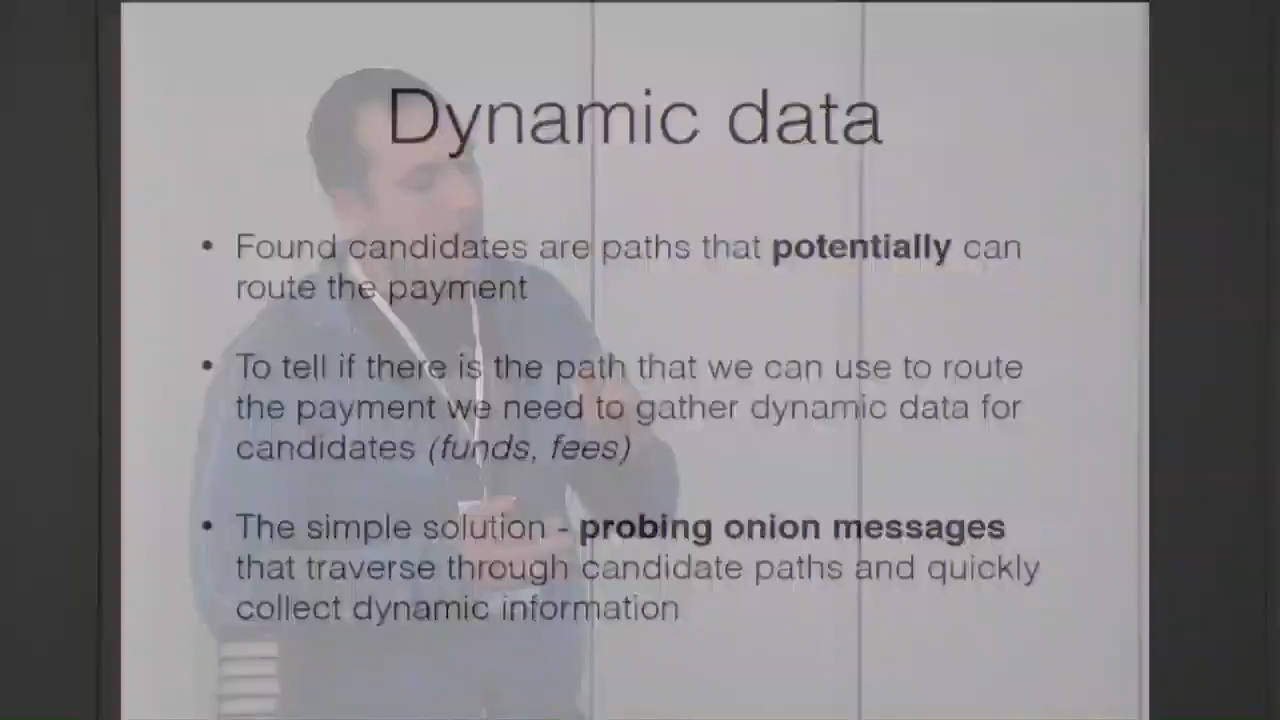 Dynamic data
• Found candidates are paths that potentially can
route the payment
• To tell if there is the path that we can use to route
the payment we need to gather dynamic data for
candidates (funds, fees)
• The simple solution - probing onion messages
that traverse through candidate paths and quickly
collect dynamic information